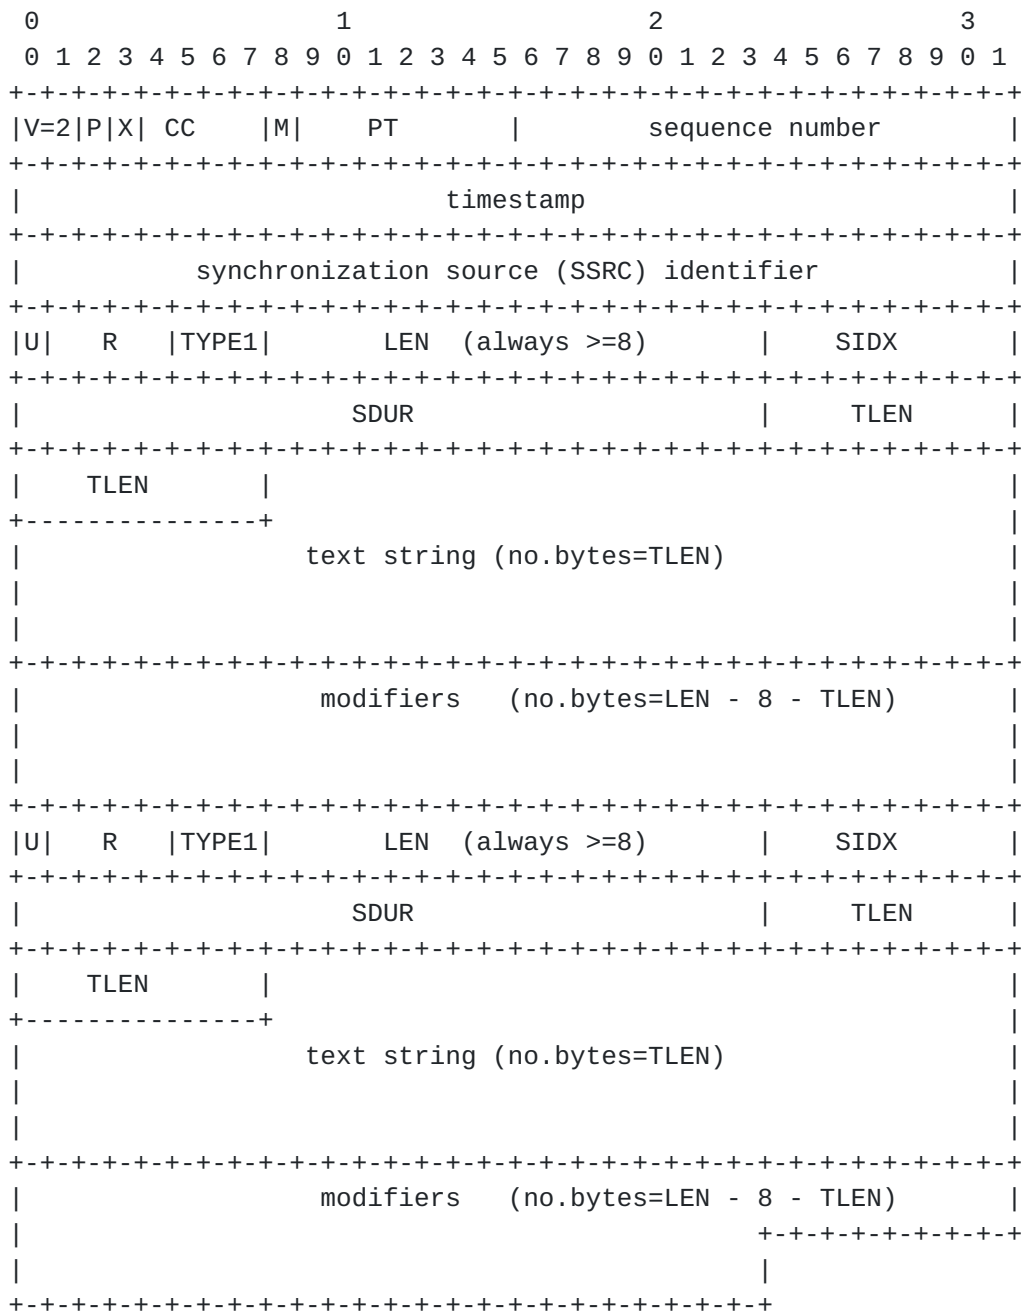 0                   1                   2                   3
 0 1 2 3 4 5 6 7 8 9 0 1 2 3 4 5 6 7 8 9 0 1 2 3 4 5 6 7 8 9 0 1
+-+-+-+-+-+-+-+-+-+-+-+-+-+-+-+-+-+-+-+-+-+-+-+-+-+-+-+-+-+-+-+-+
|V=2|P|X| CC    |M|    PT       |        sequence number        |
+-+-+-+-+-+-+-+-+-+-+-+-+-+-+-+-+-+-+-+-+-+-+-+-+-+-+-+-+-+-+-+-+
|                           timestamp                           |
+-+-+-+-+-+-+-+-+-+-+-+-+-+-+-+-+-+-+-+-+-+-+-+-+-+-+-+-+-+-+-+-+
|           synchronization source (SSRC) identifier            |
+-+-+-+-+-+-+-+-+-+-+-+-+-+-+-+-+-+-+-+-+-+-+-+-+-+-+-+-+-+-+-+-+
|U|   R   |TYPE1|       LEN  (always >=8)       |    SIDX       |
+-+-+-+-+-+-+-+-+-+-+-+-+-+-+-+-+-+-+-+-+-+-+-+-+-+-+-+-+-+-+-+-+
|                     SDUR                      |     TLEN      |
+-+-+-+-+-+-+-+-+-+-+-+-+-+-+-+-+-+-+-+-+-+-+-+-+-+-+-+-+-+-+-+-+
|    TLEN       |                                               |
+---------------+                                               |
|                  text string (no.bytes=TLEN)                  |
|                                                               |
|                                                               |
+-+-+-+-+-+-+-+-+-+-+-+-+-+-+-+-+-+-+-+-+-+-+-+-+-+-+-+-+-+-+-+-+
|                   modifiers   (no.bytes=LEN - 8 - TLEN)       |
|                                                               |
|                                                               |
+-+-+-+-+-+-+-+-+-+-+-+-+-+-+-+-+-+-+-+-+-+-+-+-+-+-+-+-+-+-+-+-+
|U|   R   |TYPE1|       LEN  (always >=8)       |    SIDX       |
+-+-+-+-+-+-+-+-+-+-+-+-+-+-+-+-+-+-+-+-+-+-+-+-+-+-+-+-+-+-+-+-+
|                     SDUR                      |     TLEN      |
+-+-+-+-+-+-+-+-+-+-+-+-+-+-+-+-+-+-+-+-+-+-+-+-+-+-+-+-+-+-+-+-+
|    TLEN       |                                               |
+---------------+                                               |
|                  text string (no.bytes=TLEN)                  |
|                                                               |
|                                                               |
+-+-+-+-+-+-+-+-+-+-+-+-+-+-+-+-+-+-+-+-+-+-+-+-+-+-+-+-+-+-+-+-+
|                   modifiers   (no.bytes=LEN - 8 - TLEN)       |
|                                               +-+-+-+-+-+-+-+-+
|                                               |
+-+-+-+-+-+-+-+-+-+-+-+-+-+-+-+-+-+-+-+-+-+-+-+-+